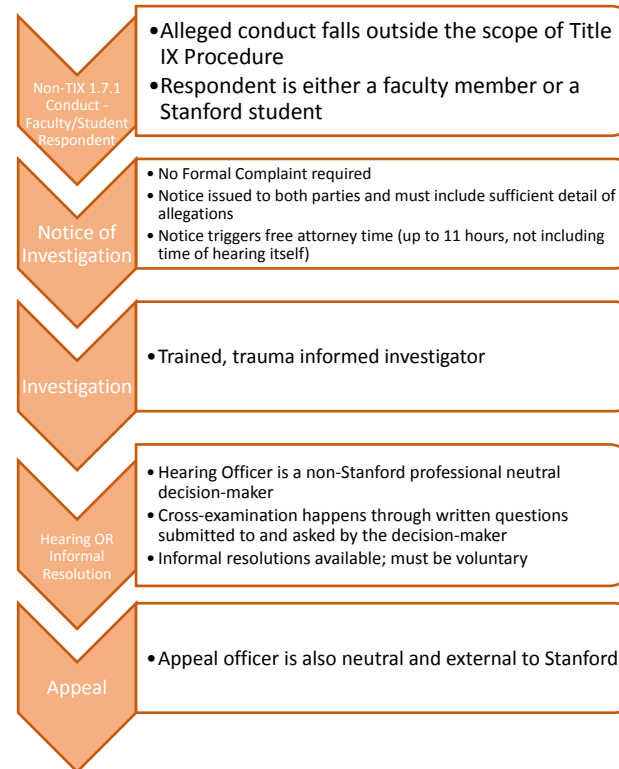 Non-TIX 1.7.1
Conduct -
Faculty/Student
Respondent
•Alleged conduct falls outside the scope of Title
IX Procedure
•Respondent is either a faculty member or a
Stanford student
Notice of
Investigation
• No Formal Complaint required
• Notice issued to both parties and must include sufficient detail of
allegations
• Notice triggers free attorney time (up to 11 hours, not including
time of hearing itself)
Investigation
•Trained, trauma informed investigator
Hearing OR
Informal
Resolution
• Hearing Officer is a non-Stanford professional neutral
decision-maker
• Cross-examination happens through written questions
submitted to and asked by the decision-maker
• Informal resolutions available; must be voluntary
Appeal
•Appeal officer is also neutral and external to Stanford